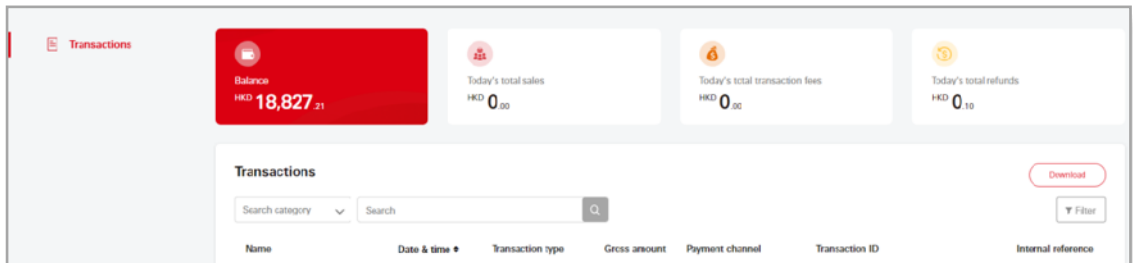 Transactions
Balance
HKD 18,827.21
Today's total sales
HKD 0.00
Today's total transaction fees
HKD 0.00
Today's total refunds
HKD 0.10
Transactions
Download
Search category
Search
Filter
Name Date & time Transaction type Gross amount Payment channel Transaction ID Internal reference